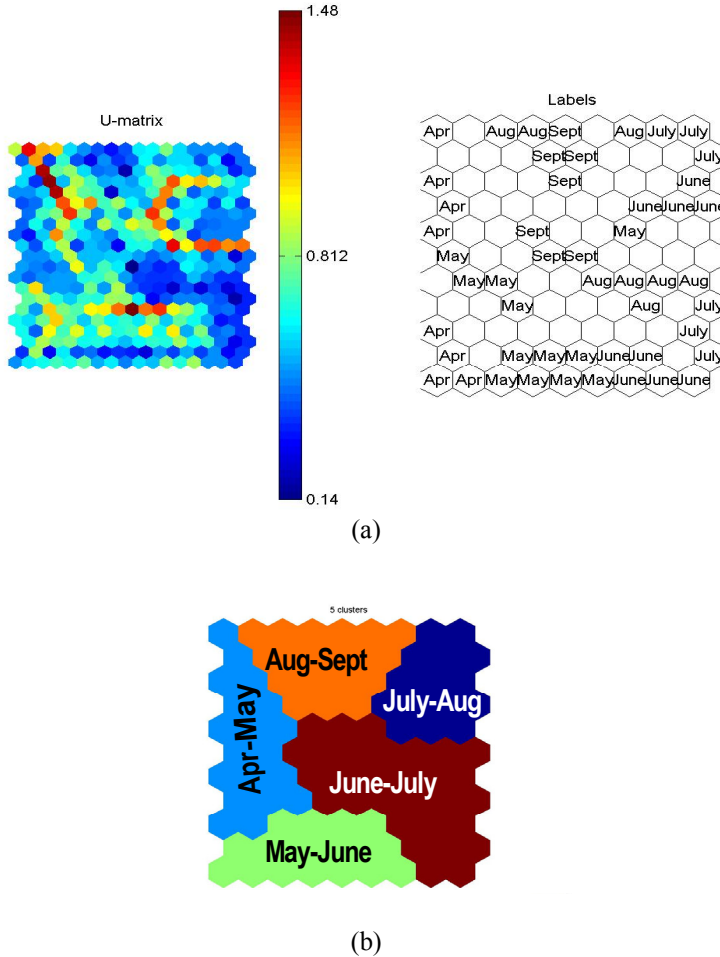 1.48
U-matrix
0.812
0.14
Labels
Apr Aug Aug Sept Aug July July
Sept Sept July
Apr Sept June
Apr June June June
Apr Sept May
May Sept Sept
May May Aug Aug Aug Aug
May Aug July
Apr July
Apr May May May June June July
Apr Apr May May May May June June June
(a)
5 clusters
Aug-Sept
July-Aug
Apr-May
June-July
May-June
(b)